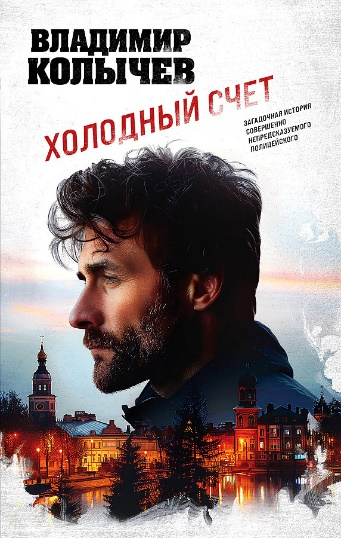 ВЛАДИМИР
КОЛЫЧЕВ
ХОЛОДНЫЙ СЧЕТ
ЗАГАДОЧНАЯ ИСТОРИЯ
СОВЕРШЕННО
НЕПРЕДСКАЗУЕМОГО
ПОЛИЦЕЙСКОГО